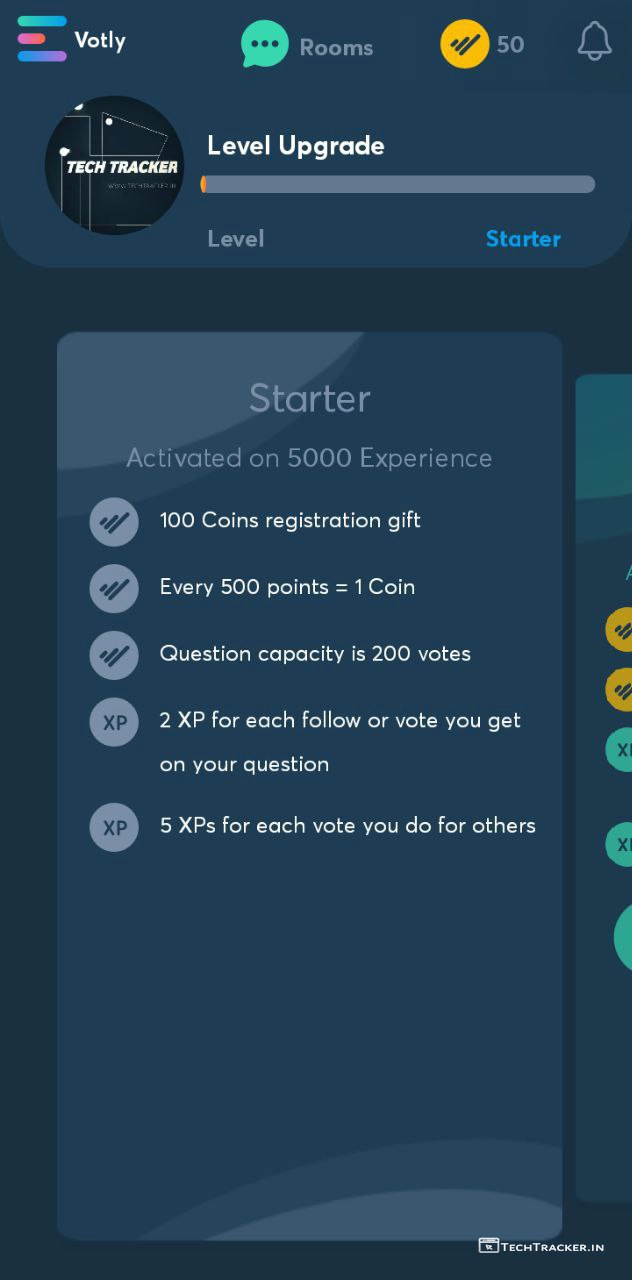 Votly
Rooms
50
TECH TRACKER
WWW.TECHTRACKER.IN
Level Upgrade
Level
Starter
Starter
Activated on 5000 Experience
100 Coins registration gift
Every 500 points = 1 Coin
Question capacity is 200 votes
XP
2 XP for each follow or vote you get
on your question
XP
5 XPs for each vote you do for others
TECHTRACKER.IN